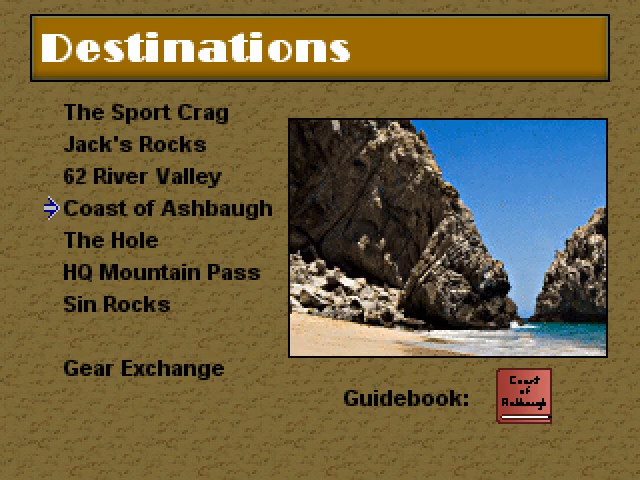 Destinations
The Sport Crag
Jack's Rocks
62 River Valley
Coast of Ashbaugh
The Hole
HQ Mountain Pass
Sin Rocks
Gear Exchange
Guidebook:
Coast
of
Ashbaugh